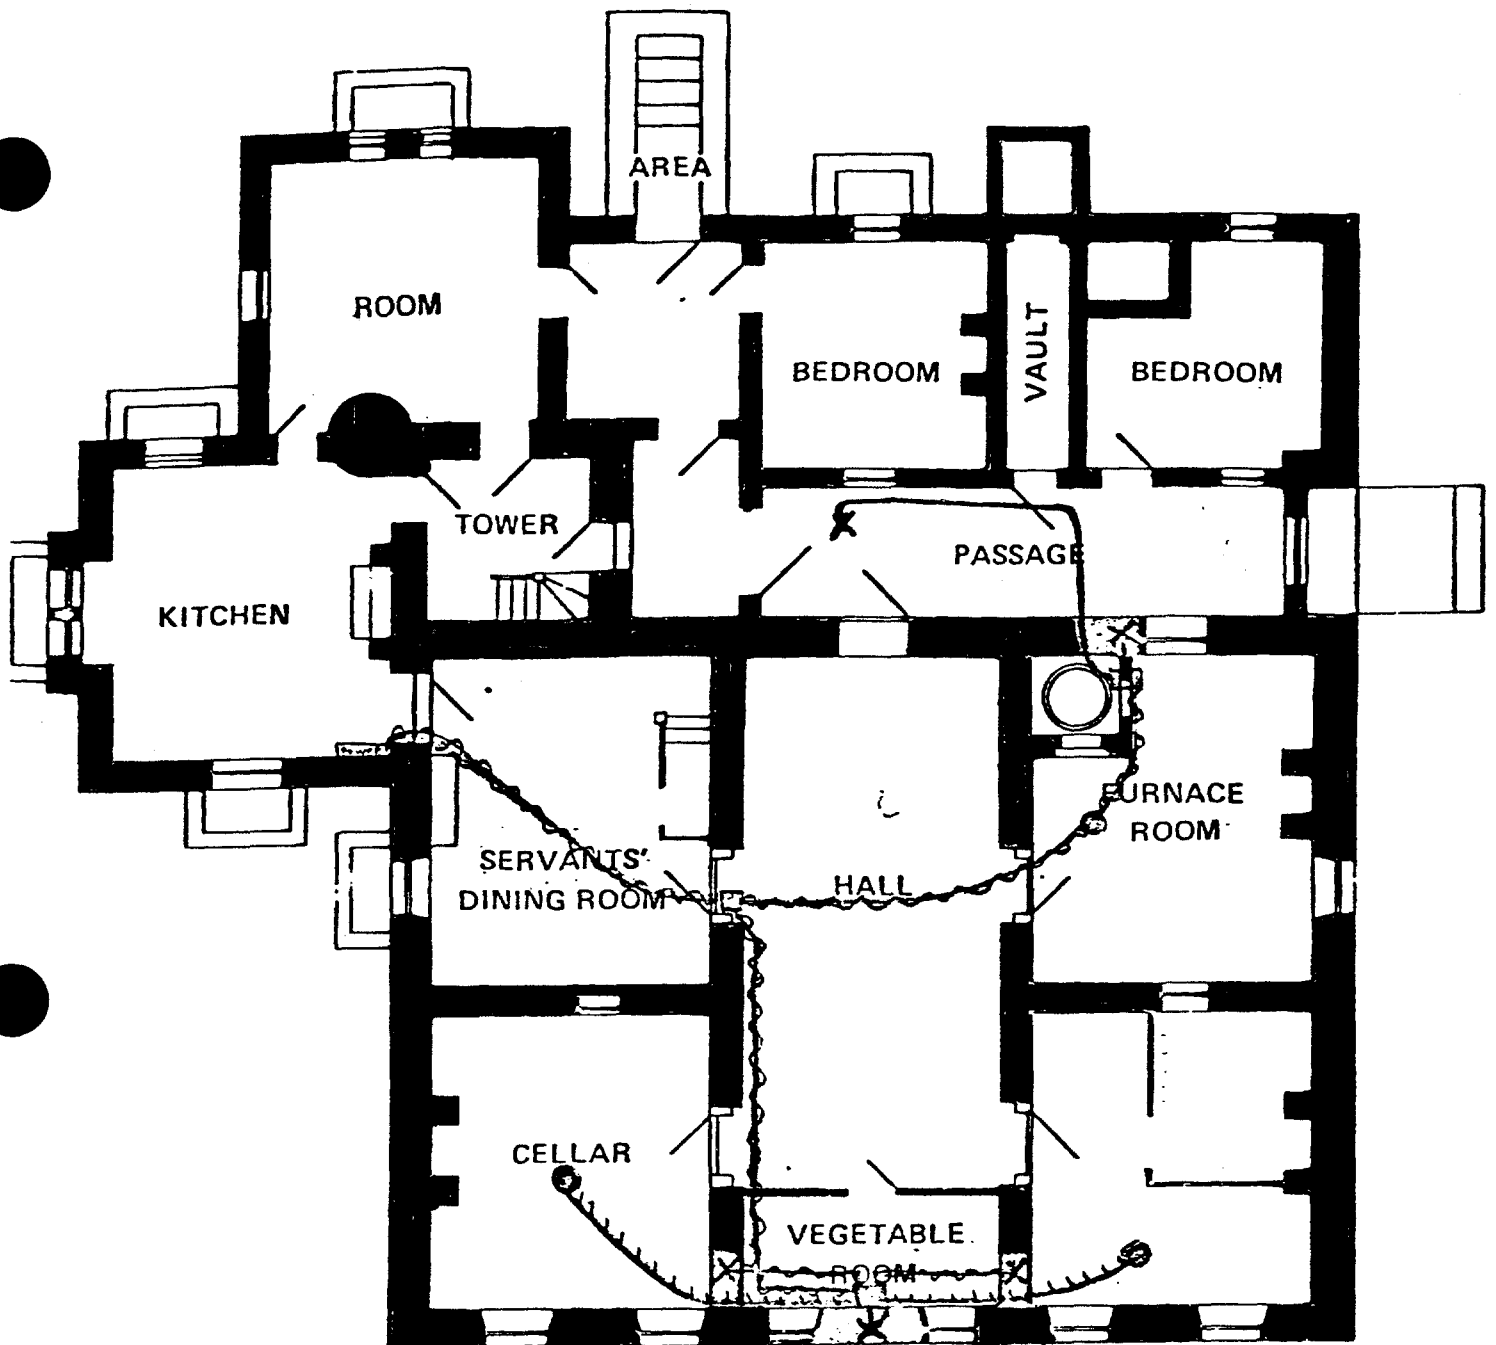 AREA
ROOM
BEDROOM
VAULT
BEDROOM
TOWER
PASSAGE
KITCHEN
FURNACE
ROOM
SERVANTS'
DINING ROOM
HALL
CELLAR
VEGETABLE
ROOM